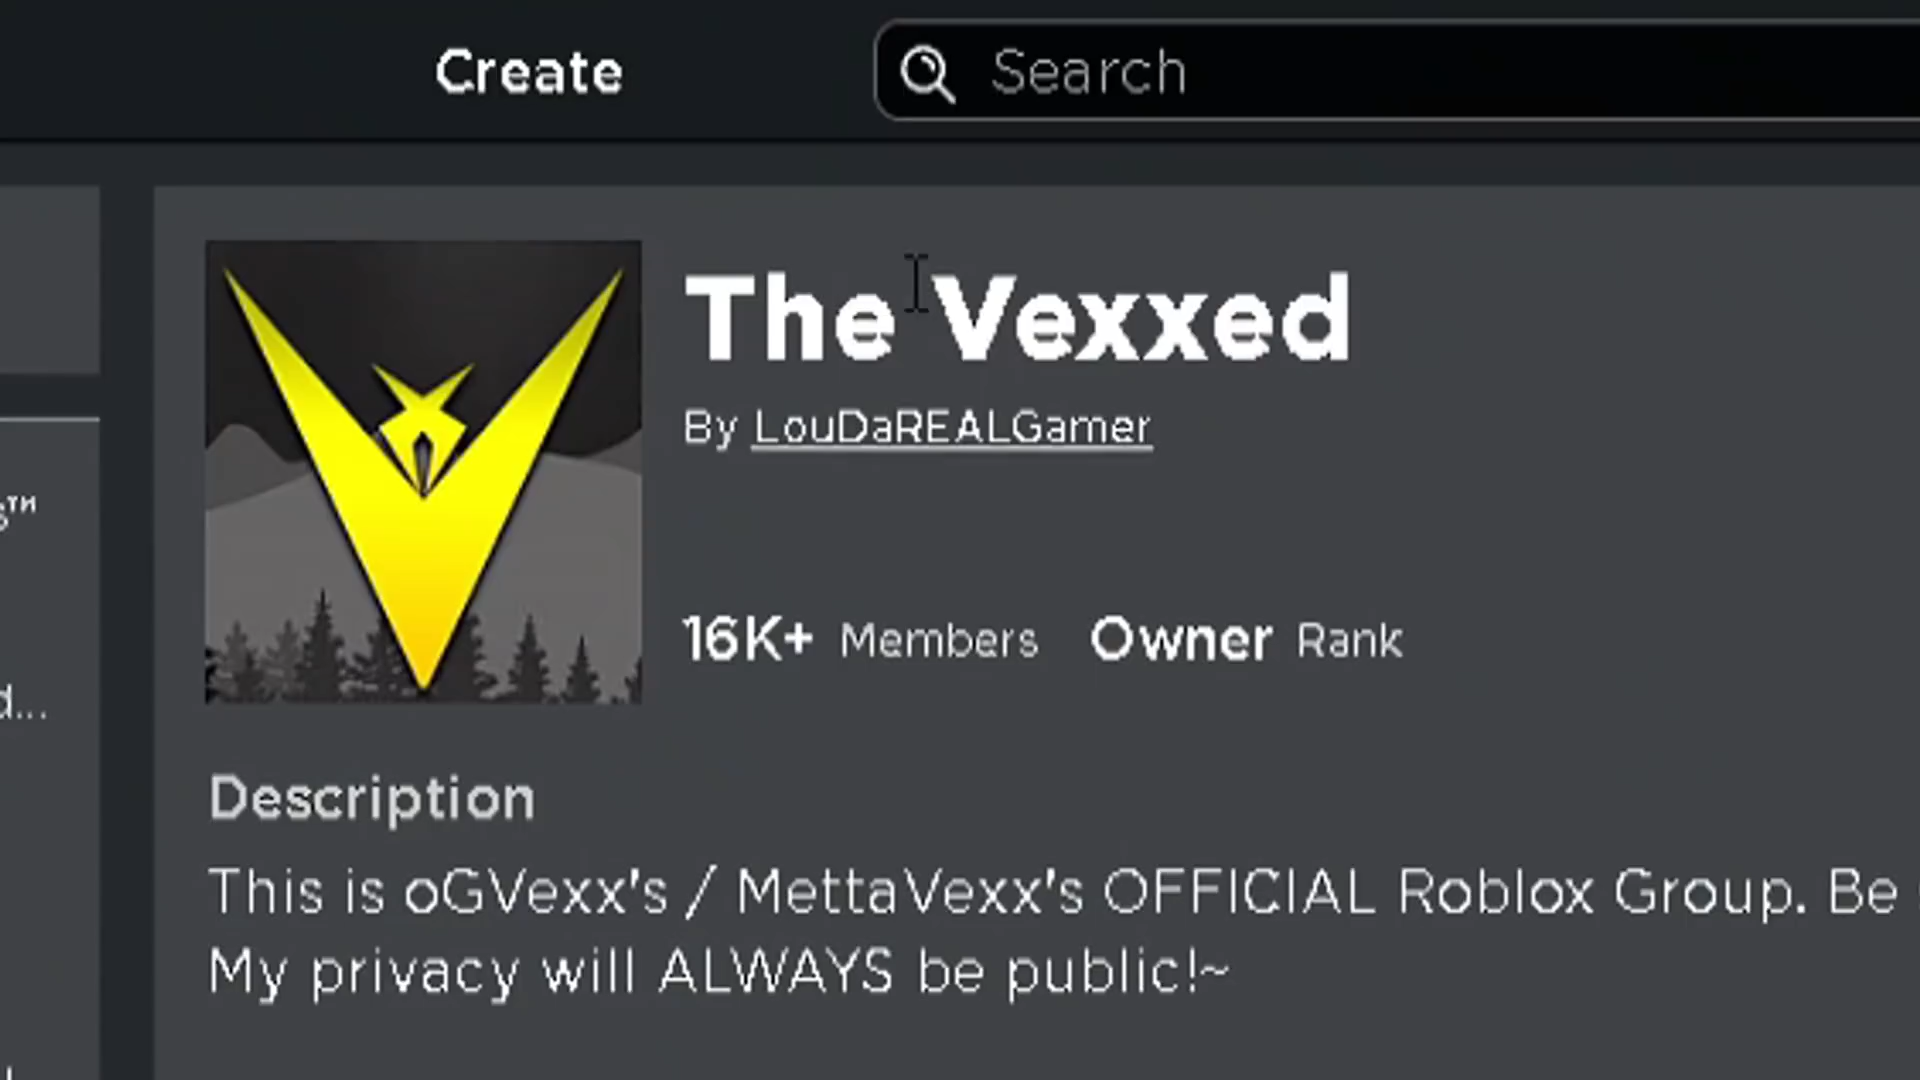 Create
Search
The Vexxed
By LouDaREALGamer
16K+ Members Owner Rank
Description
This is oGVexx's / MettaVexx's OFFICIAL Roblox Group. Be
My privacy will ALWAYS be public!~